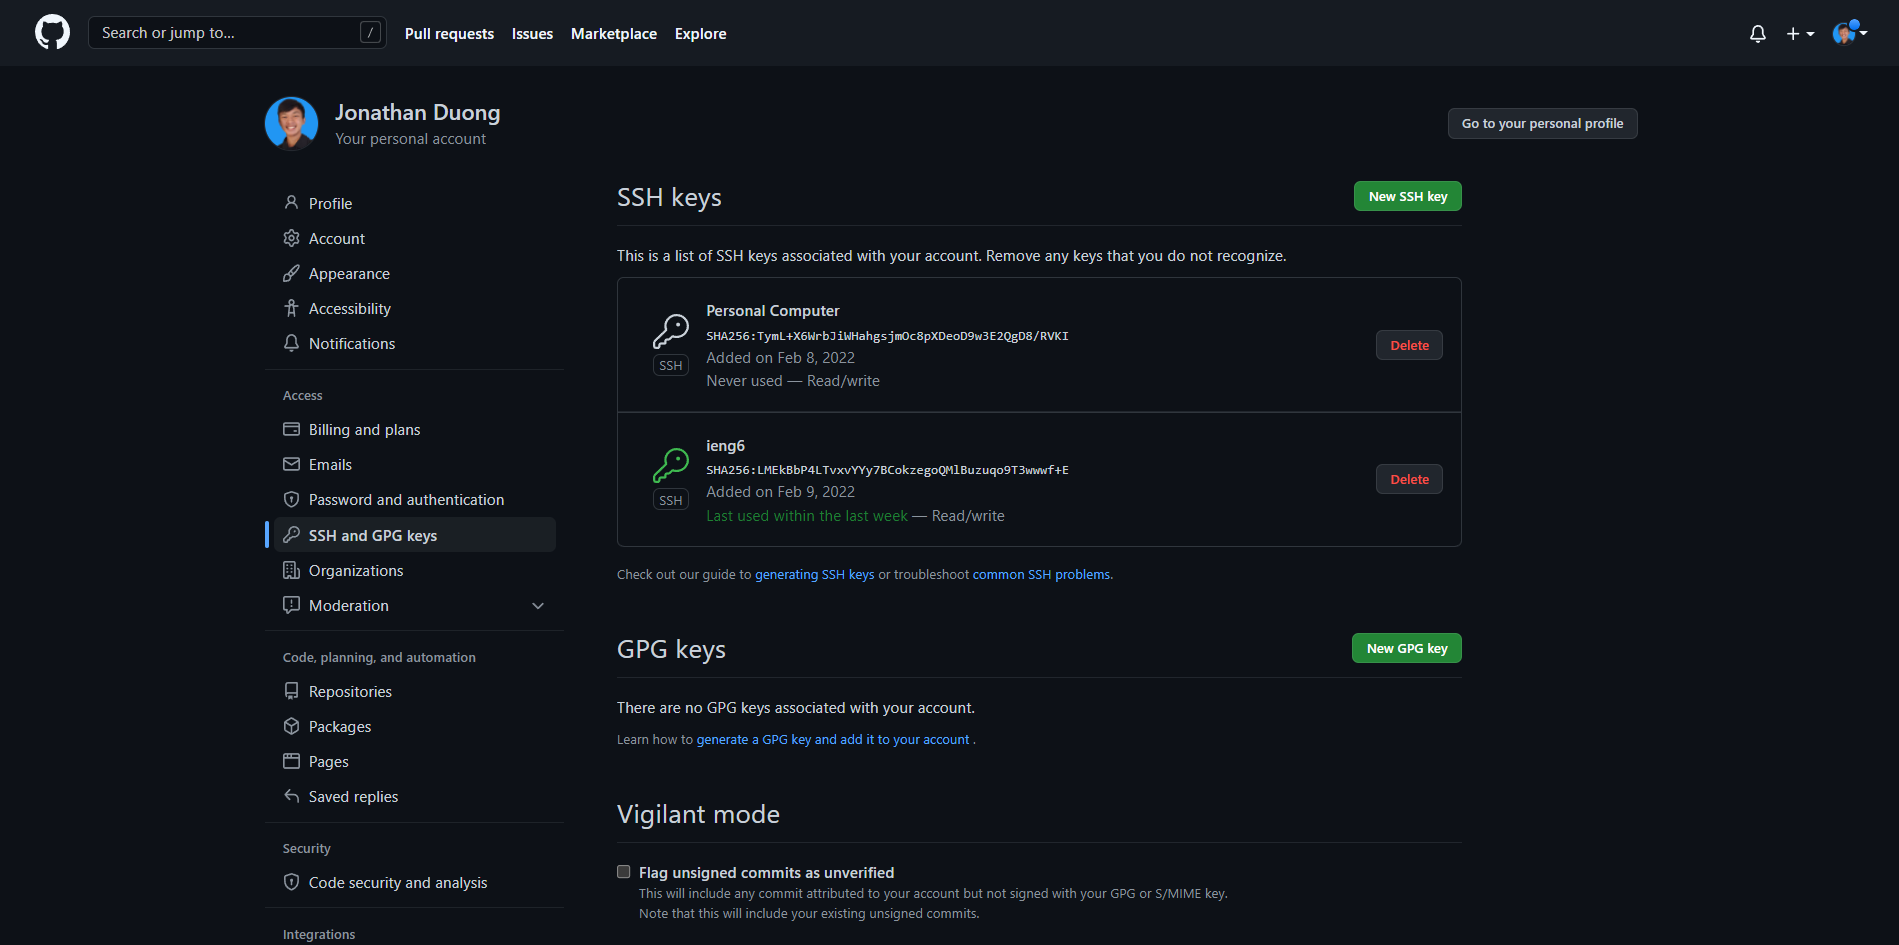 Search or jump to...
/
Pull requests
Issues
Marketplace
Explore
Jonathan Duong
Your personal account
Go to your personal profile
Profile
Account
Appearance
Accessibility
Notifications
Access
Billing and plans
Emails
Password and authentication
SSH and GPG keys
Organizations
Moderation
Code, planning, and automation
Repositories
Packages
Pages
Saved replies
Security
Code security and analysis
Integrations
SSH keys
New SSH key
This is a list of SSH keys associated with your account. Remove any keys that you do not recognize.
SSH
Personal Computer
SHA256:TymL+X6WrbJiWHahgsjmOc8pXDeoD9w3E2QgD8/RVKI
Added on Feb 8, 2022
Never used — Read/write
Delete
SSH
ieng6
SHA256:LMEkBbP4LTvxvYYy7BCokzegoQMlBuzuqo9T3wwwf+E
Added on Feb 9, 2022
Last used within the last week — Read/write
Delete
Check out our guide to generating SSH keys or troubleshoot common SSH problems.
GPG keys
New GPG key
There are no GPG keys associated with your account.
Learn how to generate a GPG key and add it to your account .
Vigilant mode
Flag unsigned commits as unverified
This will include any commit attributed to your account but not signed with your GPG or S/MIME key.
Note that this will include your existing unsigned commits.